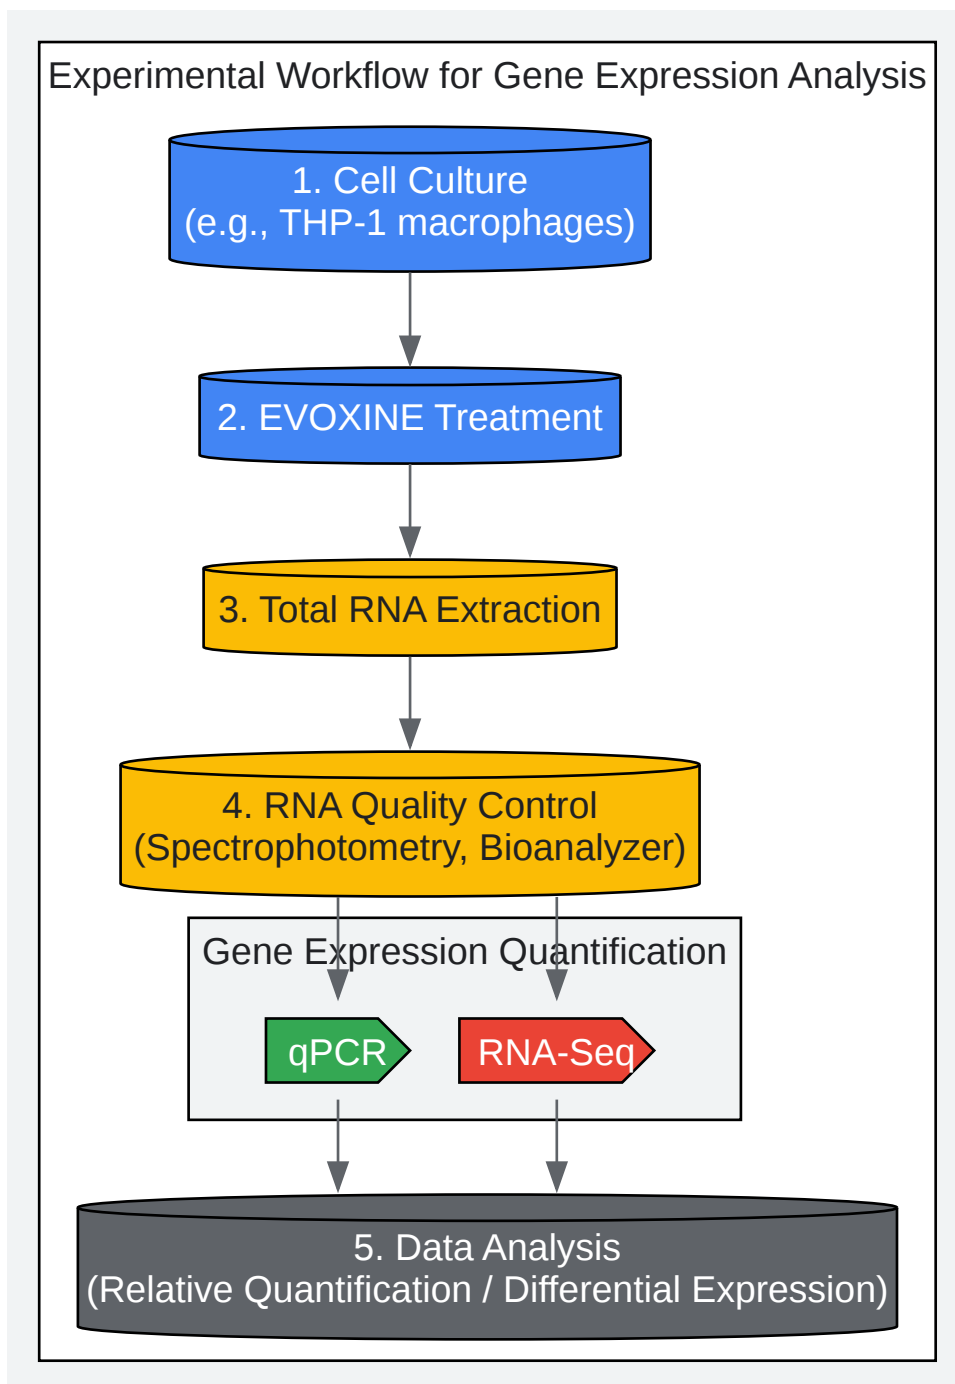 Experimental Workflow for Gene Expression Analysis
1. Cell Culture
(e.g., THP-1 macrophages)
2. EVOXINE Treatment
3. Total RNA Extraction
4. RNA Quality Control
(Spectrophotometry, Bioanalyzer)
Gene Expression Quantification
qPCR
RNA-Seq
5. Data Analysis
(Relative Quantification / Differential Expression)